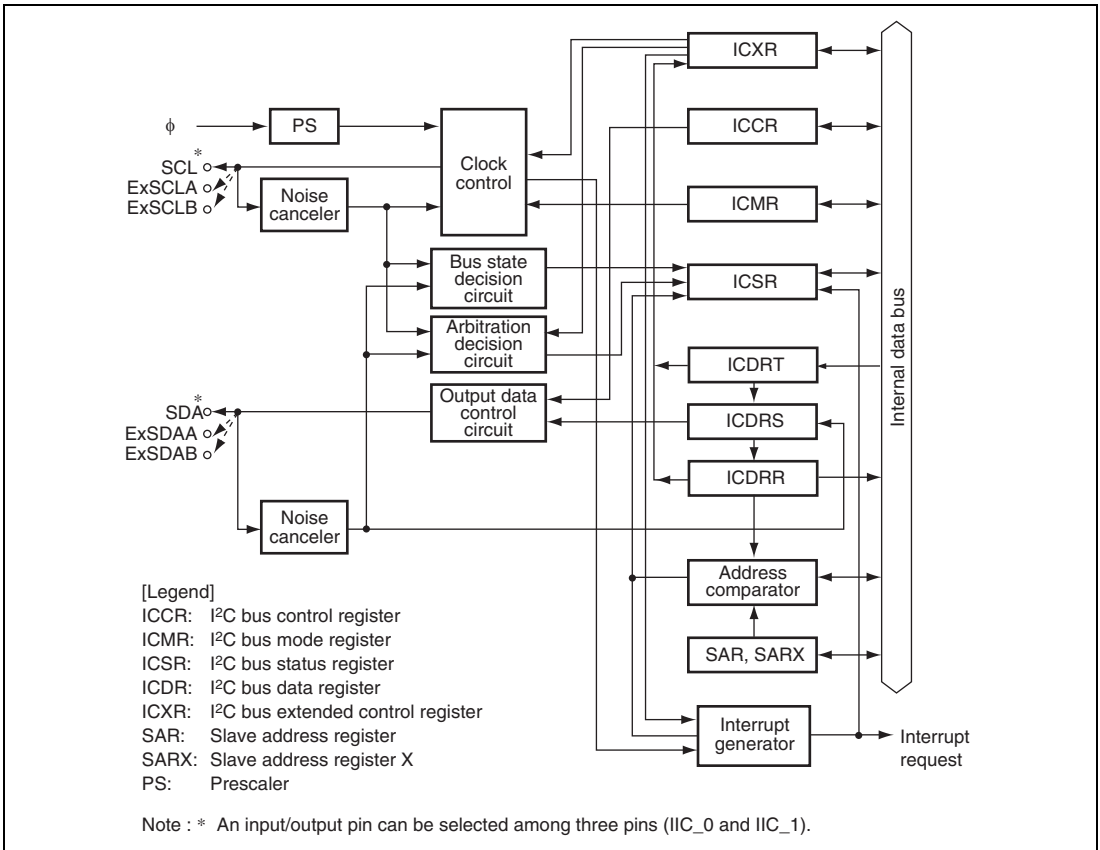 ICXR
φ
PS
ICCR
*
SCL
ExSCLA
ExSCLB
Clock
control
Noise
canceler
ICMR
Bus state
decision
circuit
ICSR
Arbitration
decision
circuit
Internal data bus
ICDRT
*
SDA
ExSDAA
ExSDAB
Output data
control
circuit
ICDRS
ICDRR
Noise
canceler
Address
comparator
SAR, SARX
Interrupt
generator
Interrupt
request
[Legend]
ICCR: I²C bus control register
ICMR: I²C bus mode register
ICSR: I²C bus status register
ICDR: I²C bus data register
ICXR: I²C bus extended control register
SAR: Slave address register
SARX: Slave address register X
PS: Prescaler
Note : * An input/output pin can be selected among three pins (IIC_0 and IIC_1).